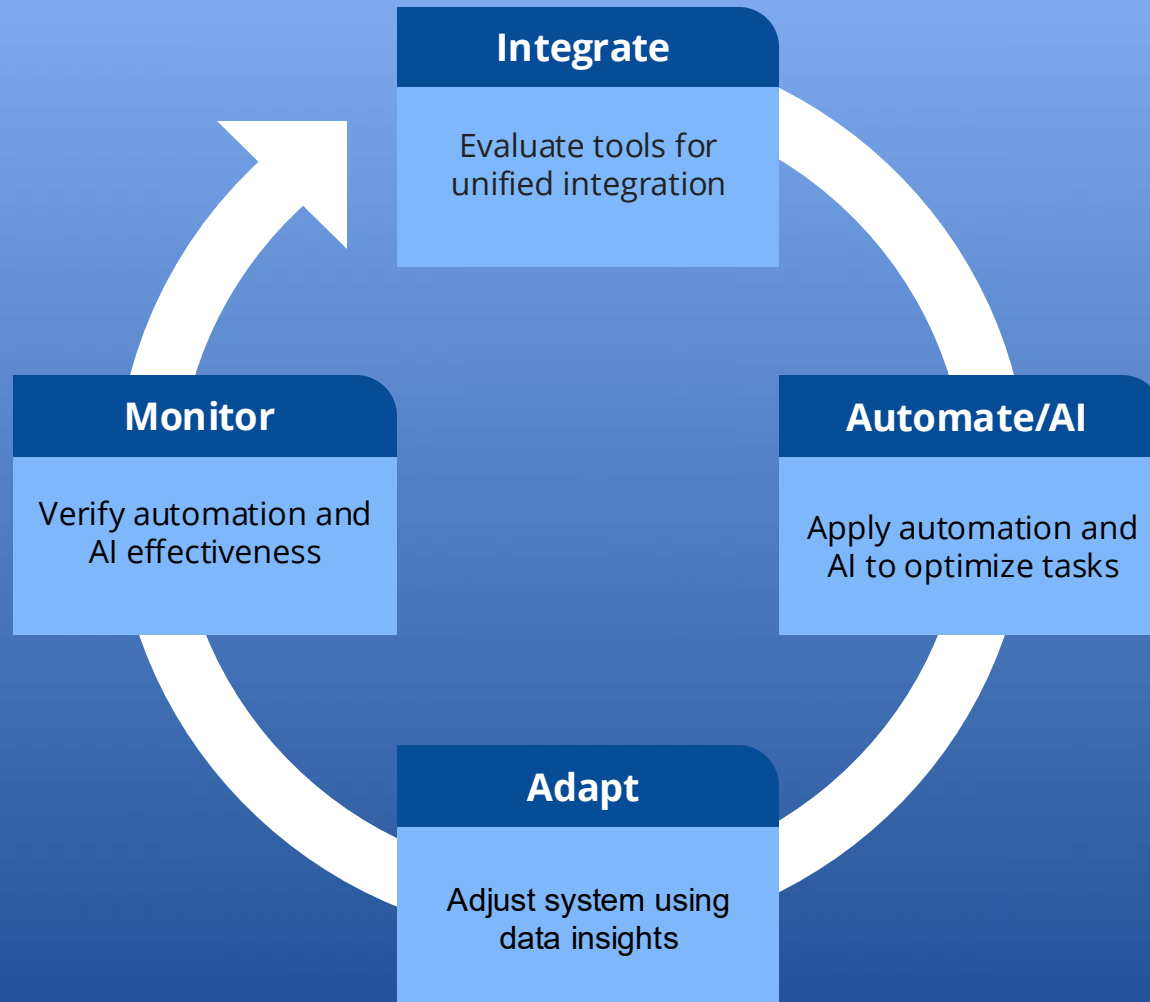 Integrate
Evaluate tools for
unified integration
Monitor
Verify automation and
AI effectiveness
Automate/AI
Apply automation and
AI to optimize tasks
Adapt
Adjust system using
data insights